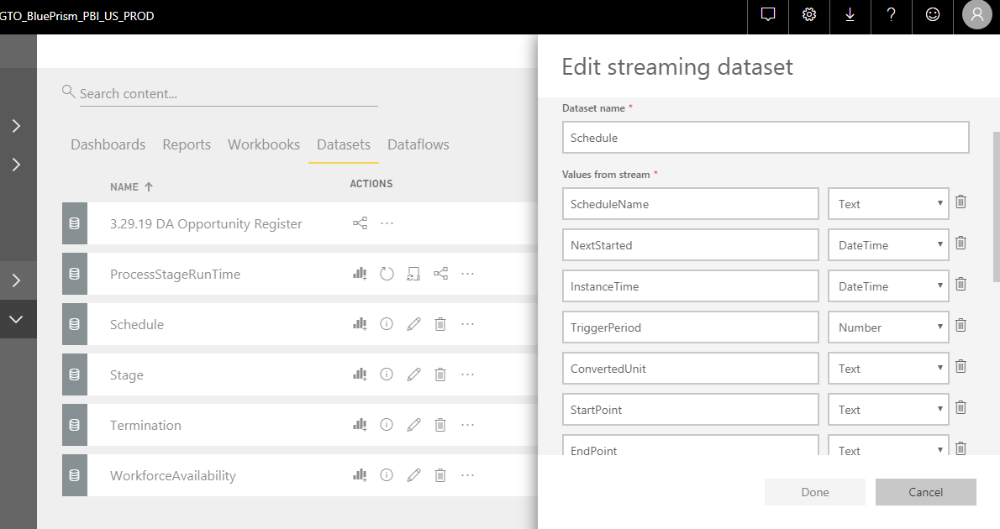 GTO_BluePrism_PBI_US_PROD
Search content...
Dashboards Reports Workbooks Datasets Dataflows
NAME ACTIONS
3.29.19 DA Opportunity Register
ProcessStageRunTime
Schedule
Stage
Termination
WorkforceAvailability
Edit streaming dataset
Dataset name *
Schedule
Values from stream *
ScheduleName Text
NextStarted DateTime
InstanceTime DateTime
TriggerPeriod Number
ConvertedUnit Text
StartPoint Text
EndPoint Text
Done Cancel